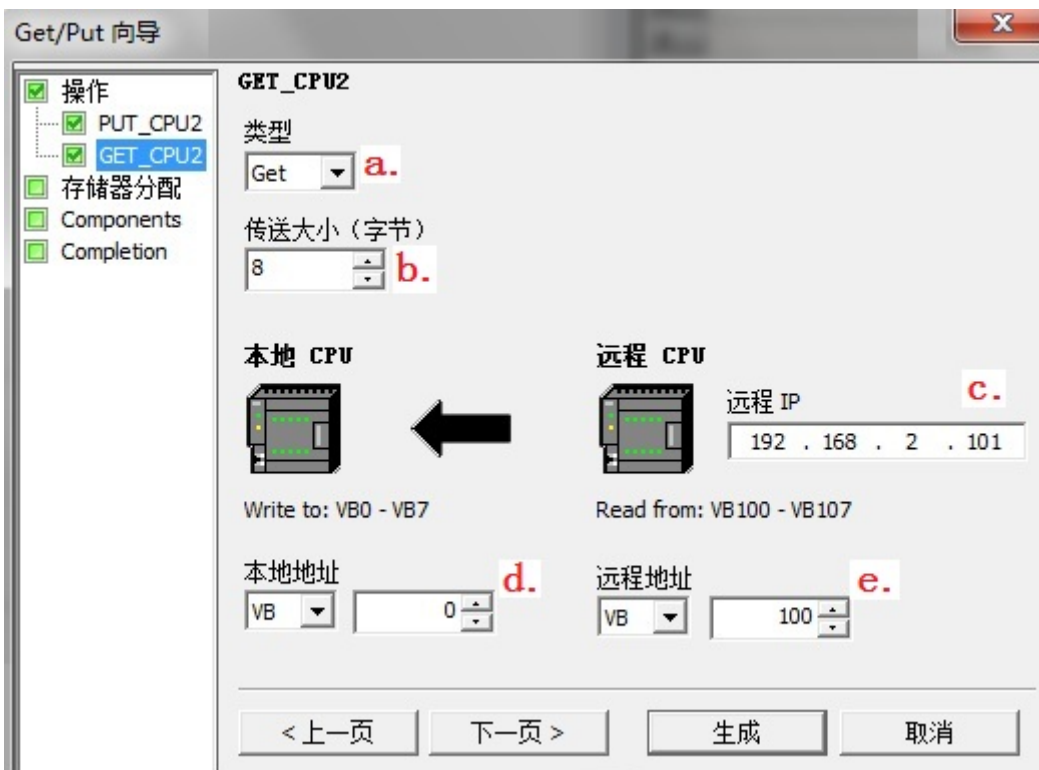 Get/Put 向导
操作
PUT_CPU2
GET_CPU2
存储器分配
Components
Completion
GET_CPU2
类型
Get a.
传送大小（字节）
8 b.
本地 CPU
远程 CPU
远程 IP c.
192 . 168 . 2 . 101
Write to: VB0 - VB7
Read from: VB100 - VB107
本地地址 d.
VB 0
远程地址 e.
VB 100
< 上一页
下一页 >
生成
取消